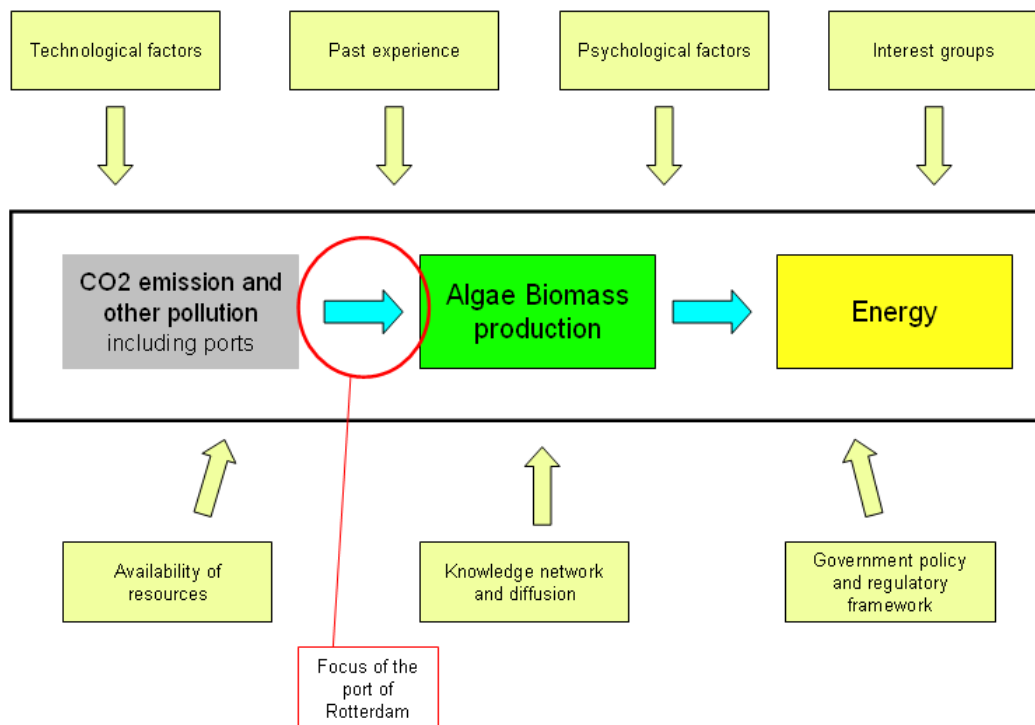 Technological factors
Past experience
Psychological factors
Interest groups
CO2 emission and
other pollution
including ports
Algae Biomass
production
Energy
Availability of
resources
Knowledge network
and diffusion
Government policy
and regulatory
framework
Focus of the
port of
Rotterdam